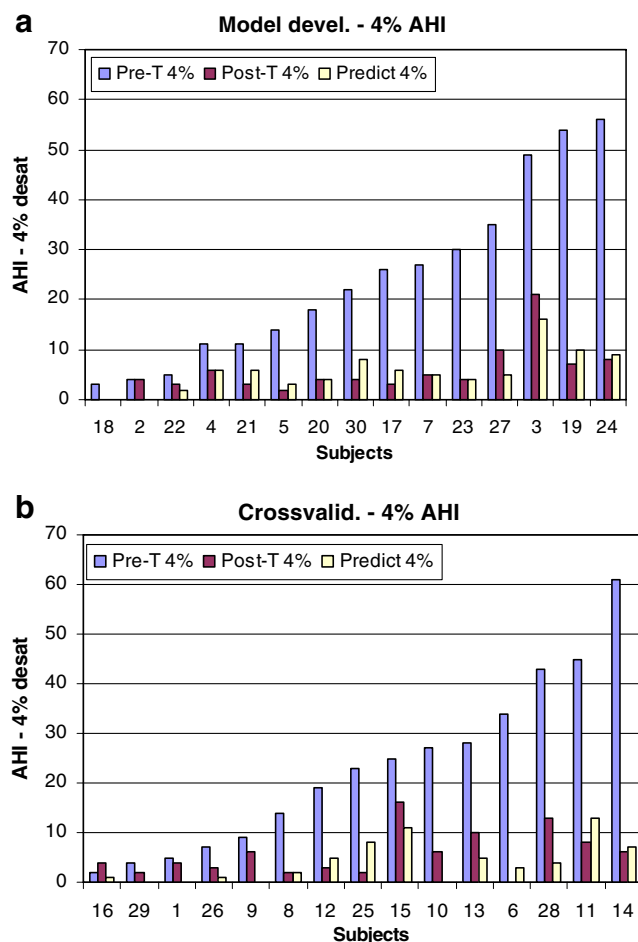 a
Model devel. - 4% AHI
70
Pre-T 4% Post-T 4% Predict 4%
60
50
40
30
20
10
0
AHI - 4% desat
18 2 22 4 21 5 20 30 17 7 23 27 3 19 24
Subjects
b
Crossvalid. - 4% AHI
70
Pre-T 4% Post-T 4% Predict 4%
60
50
40
30
20
10
0
AHI - 4% desat
16 29 1 26 9 8 12 25 15 10 13 6 28 11 14
Subjects